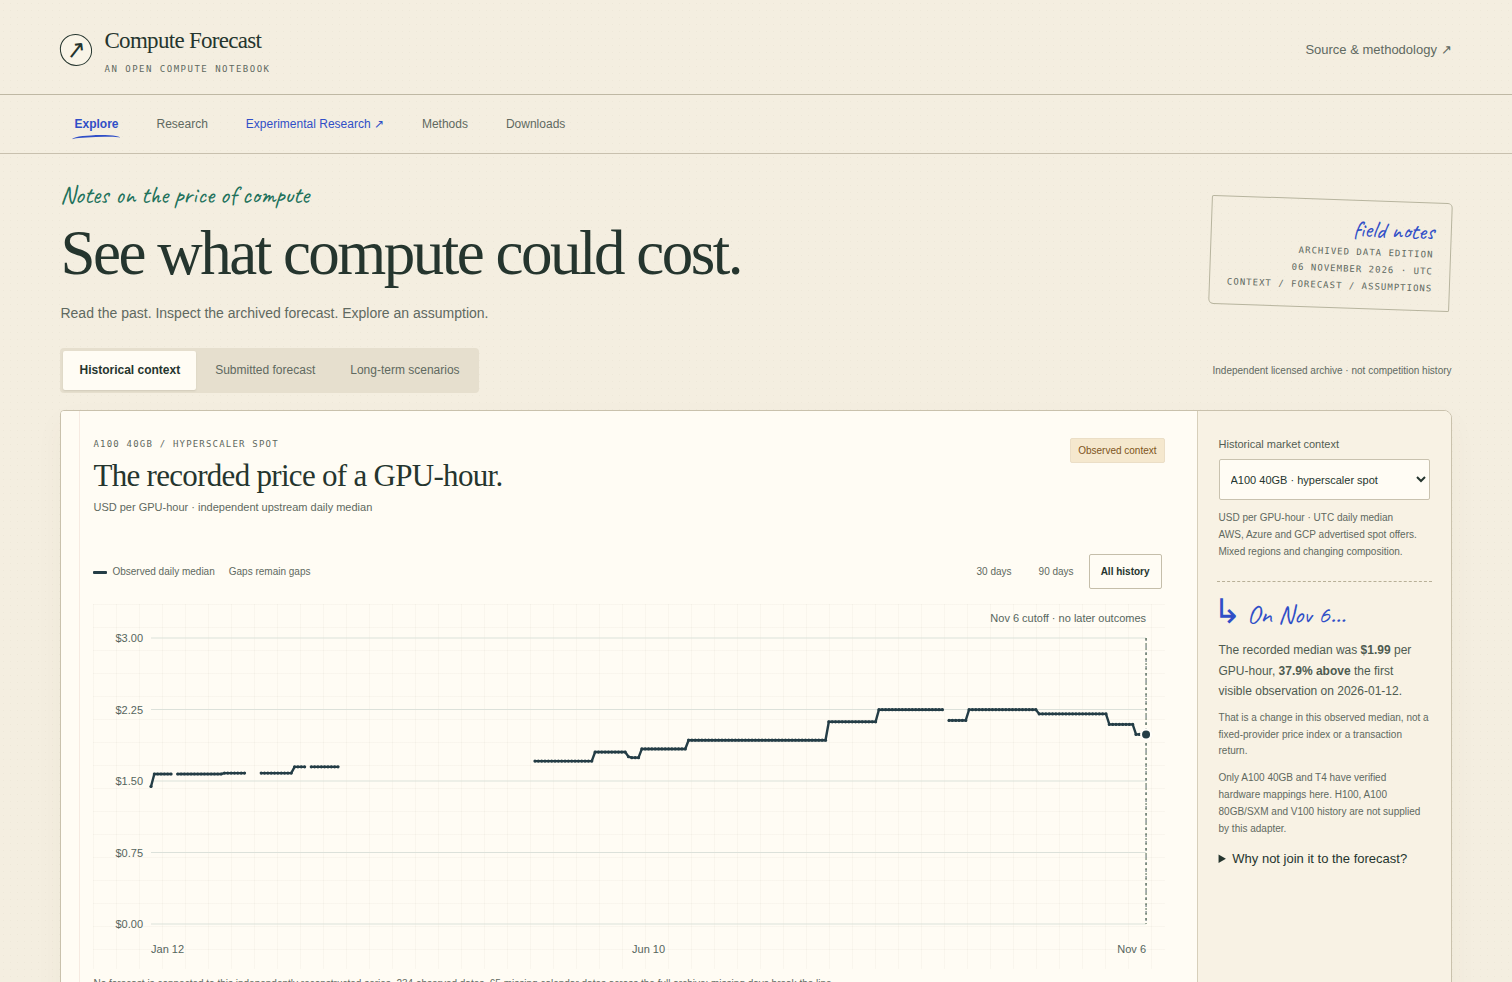 Compute Forecast
AN OPEN COMPUTE NOTEBOOK
Source & methodology ↗
Explore
Research
Experimental Research ↗
Methods
Downloads
Notes on the price of compute
See what compute could cost.
Read the past. Inspect the archived forecast. Explore an assumption.
field notes
ARCHIVED DATA EDITION
06 NOVEMBER 2026 · UTC
CONTEXT / FORECAST / ASSUMPTIONS
Historical context
Submitted forecast
Long-term scenarios
Independent licensed archive · not competition history
A100 40GB / HYPERSCALER SPOT
Observed context
The recorded price of a GPU-hour.
USD per GPU-hour · independent upstream daily median
Observed daily median
Gaps remain gaps
30 days
90 days
All history
Nov 6 cutoff · no later outcomes
$3.00
$2.25
$1.50
$0.75
$0.00
Jan 12
Jun 10
Nov 6
Historical market context
A100 40GB · hyperscaler spot
USD per GPU-hour · UTC daily median
AWS, Azure and GCP advertised spot offers.
Mixed regions and changing composition.
↳ On Nov 6...
The recorded median was $1.99 per
GPU-hour, 37.9% above the first
visible observation on 2026-01-12.
That is a change in this observed median, not a
fixed-provider price index or a transaction
return.
Only A100 40GB and T4 have verified
hardware mappings here. H100, A100
80GB/SXM and V100 history are not supplied
by this adapter.
Why not join it to the forecast?